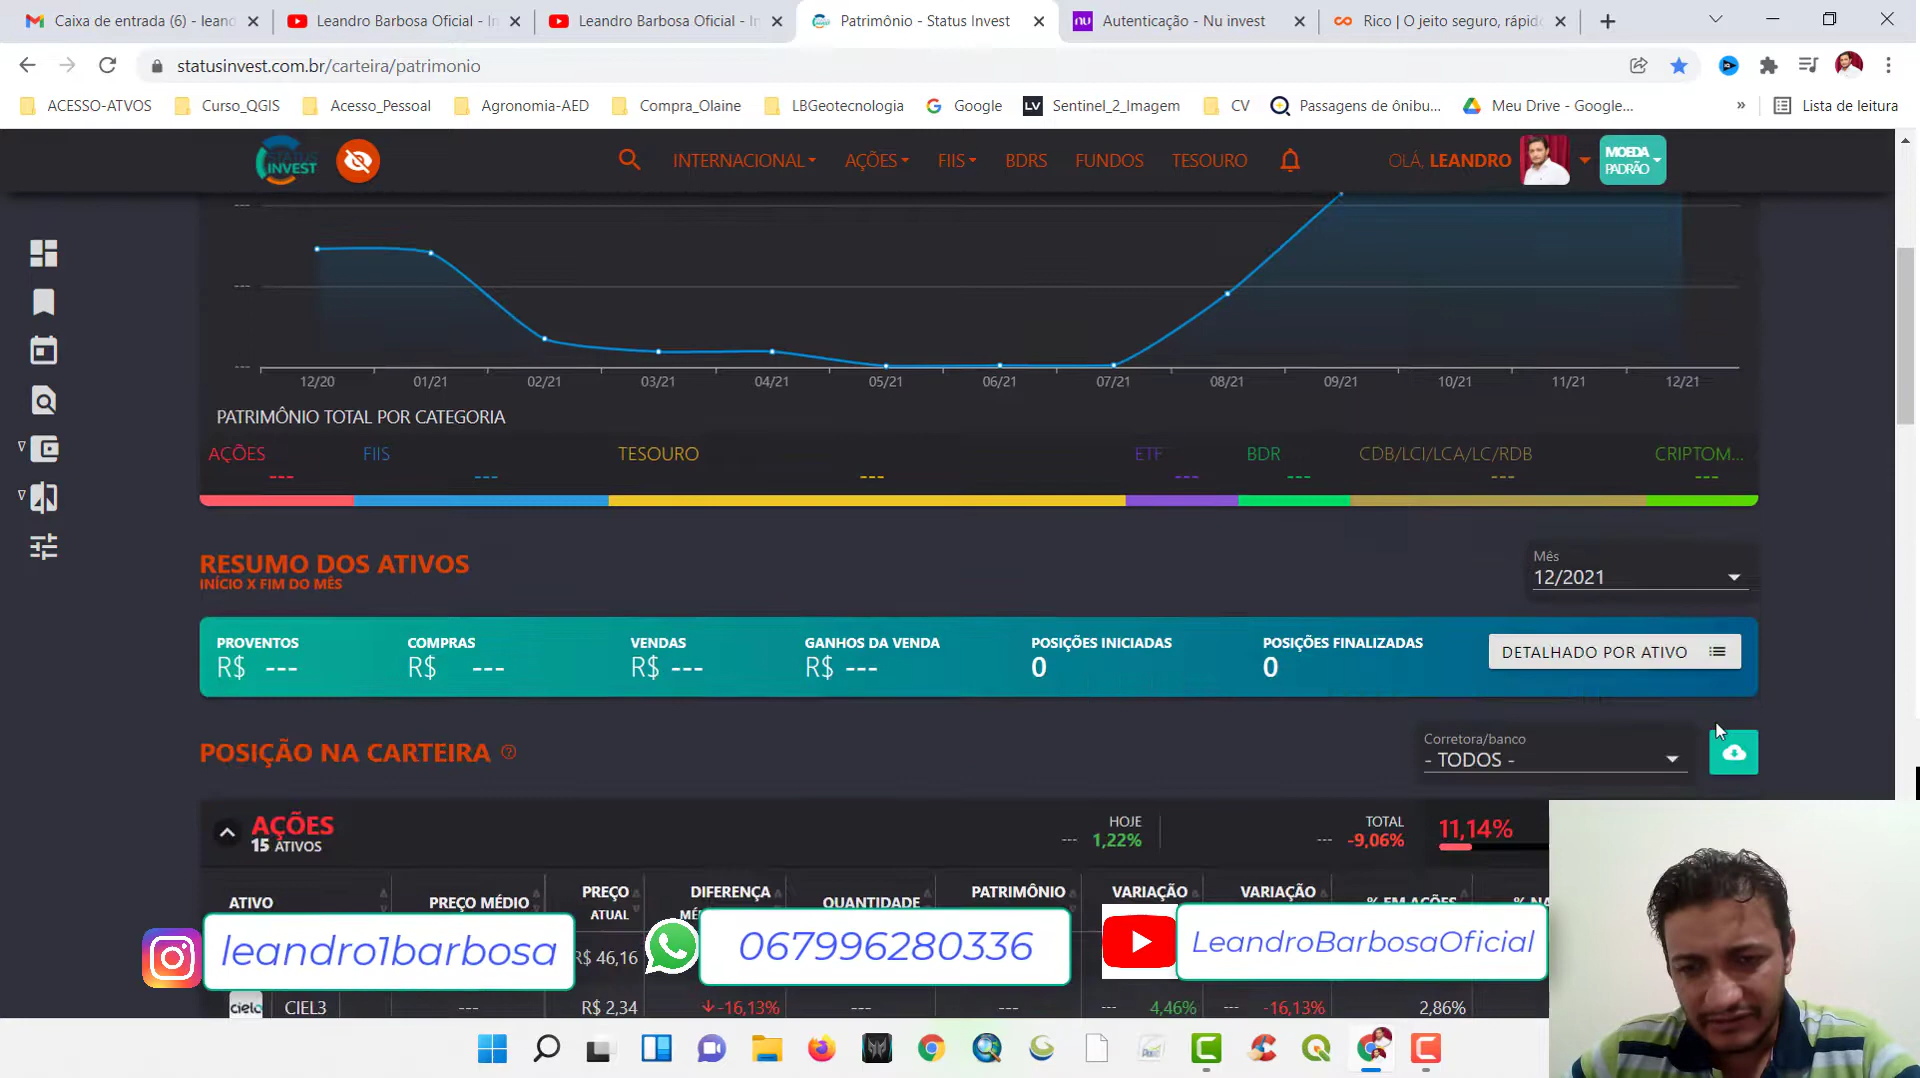 Caixa de entrada (6) - leand
Leandro Barbosa Oficial - In
Leandro Barbosa Oficial - In
Patrimônio - Status Invest
Autenticação - Nu invest
Rico | O jeito seguro, rápid
statusinvest.com.br/carteira/patrimonio
ACESSO-ATVOS
Curso_QGIS
Acesso_Pessoal
Agronomia-AED
Compra_Olaine
LBGeotecnologia
Google
Sentinel_2_Imagem
CV
Passagens de ônibu...
Meu Drive - Google...
»
Lista de leitura
STATUS
INVEST
INTERNACIONAL
AÇÕES
FIIS
BDRS
FUNDOS
TESOURO
OLÁ, LEANDRO
MOEDA
PADRÃO
---
---
---
12/20 01/21 02/21 03/21 04/21 05/21 06/21 07/21 08/21 09/21 10/21 11/21 12/21
PATRIMÔNIO TOTAL POR CATEGORIA
AÇÕES FIIS TESOURO ETF BDR CDB/LCI/LCA/LC/RDB CRIPTOM...
--- --- --- --- --- --- ---
RESUMO DOS ATIVOS
INÍCIO X FIM DO MÊS
Mês
12/2021
PROVENTOS COMPRAS VENDAS GANHOS DA VENDA POSIÇÕES INICIADAS POSIÇÕES FINALIZADAS
R$ --- R$ --- R$ --- R$ --- 0 0
DETALHADO POR ATIVO
POSIÇÃO NA CARTEIRA
Corretora/banco
- TODOS -
AÇÕES
15 ATIVOS
HOJE
--- 1,22%
TOTAL
--- -9,06%
11,14%
ATIVO PREÇO MÉDIO PREÇO ATUAL DIFERENÇA QUANTIDADE PATRIMÔNIO VARIAÇÃO VARIAÇÃO
leandro1barbosa
R$ 46,16
067996280336
LeandroBarbosaOficial
cielo CIEL3 --- R$ 2,34 -16,13% --- --- --- 4,46% --- -16,13% 2,86%